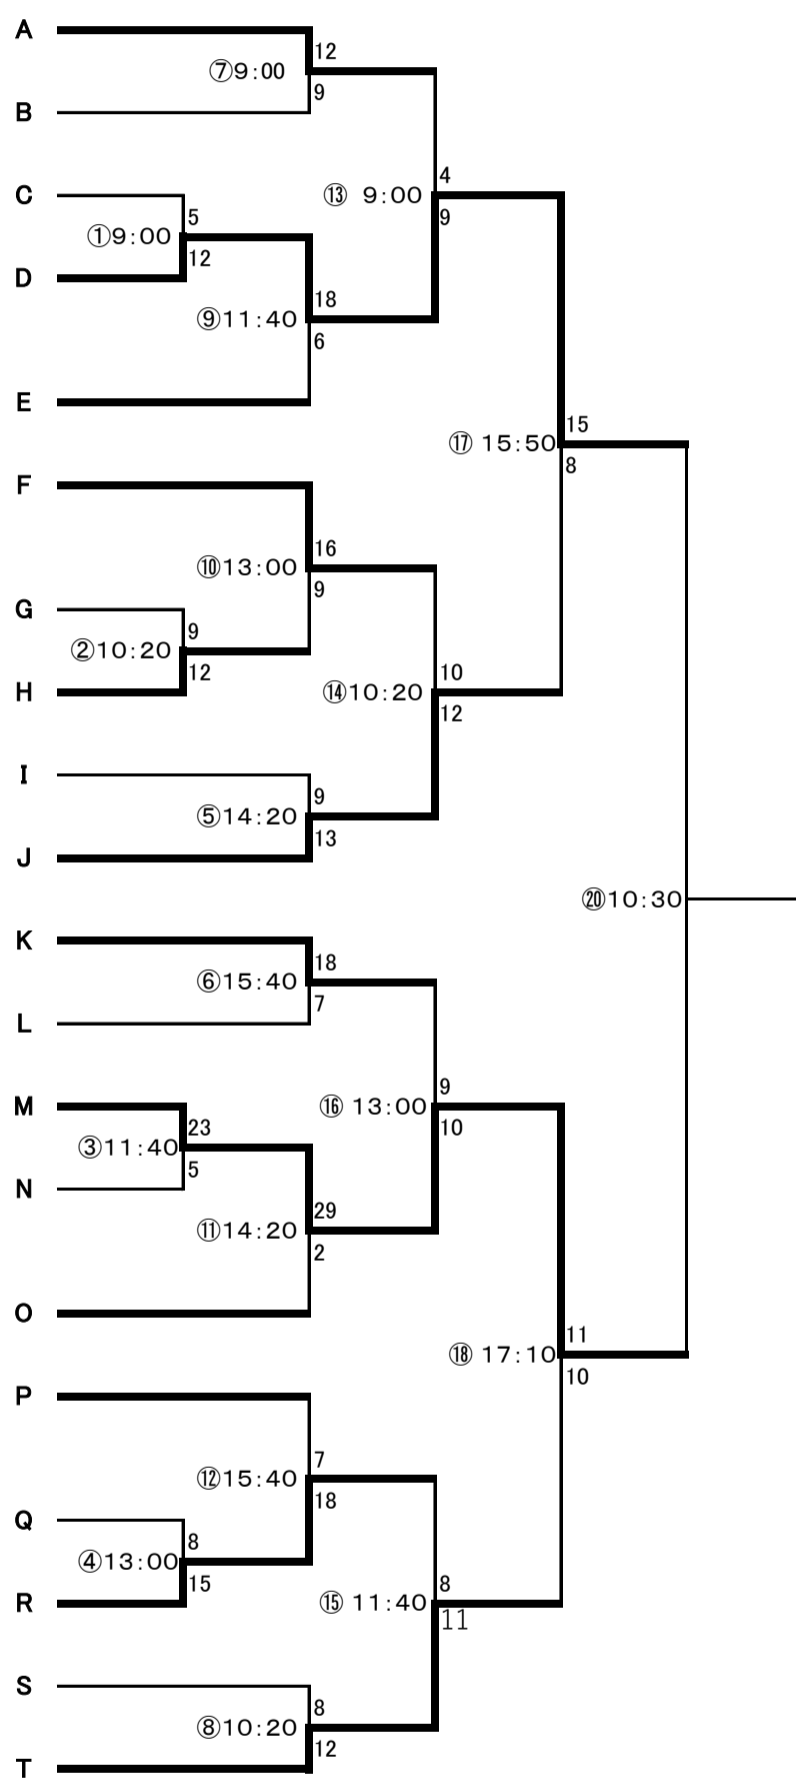 A
12
⑦9:00
9
B
C
4
⑬ 9:00
5
9
①9:00
12
D
18
⑨11:40
6
E
15
⑰ 15:50
8
F
16
⑩13:00
9
G
9
②10:20
12
H
10
⑭10:20
12
I
9
⑤14:20
13
J
⑳10:30
K
18
⑥15:40
7
L
9
M
⑯ 13:00
23
10
③11:40
5
N
29
⑪14:20
2
O
11
⑱ 17:10
10
P
7
⑫15:40
18
Q
8
④13:00
15
8
R
⑮ 11:40
11
S
8
⑧10:20
12
T